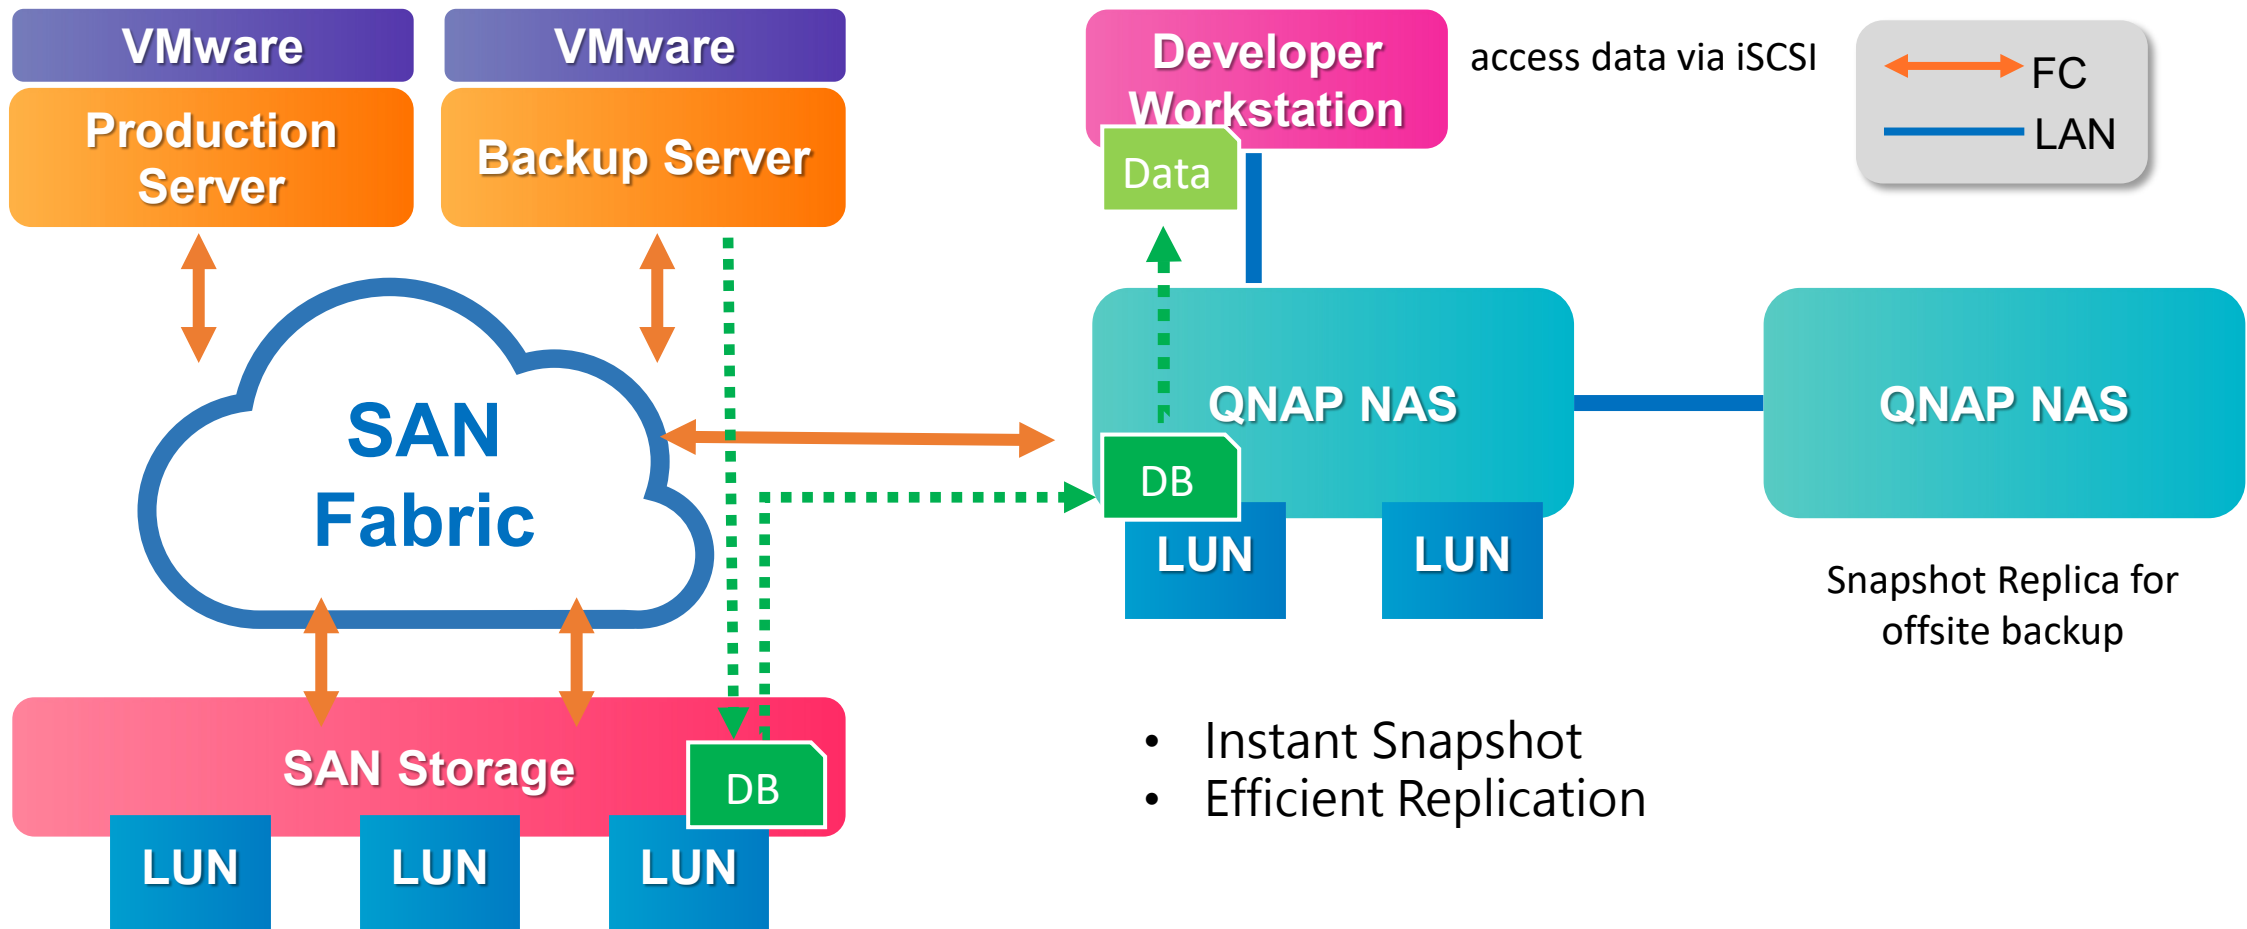 VMware
VMware
Production
Server
Backup Server
Developer
Workstation
access data via iSCSI
FC
LAN
Data
SAN
Fabric
QNAP NAS
QNAP NAS
DB
LUN
LUN
Snapshot Replica for
offsite backup
SAN Storage
DB
LUN
LUN
LUN
• Instant Snapshot
• Efficient Replication